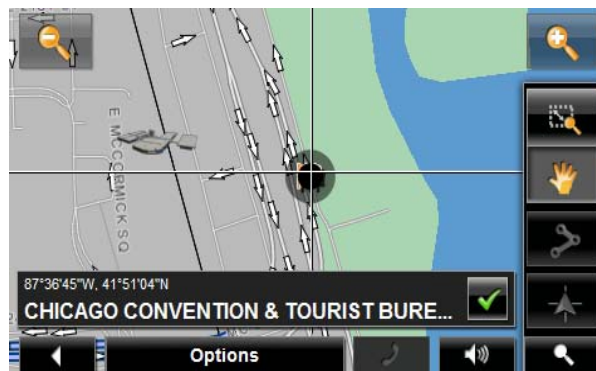 E MCCORMICK SQ
87°36'45"W, 41°51'04"N
CHICAGO CONVENTION & TOURIST BURE...
Options